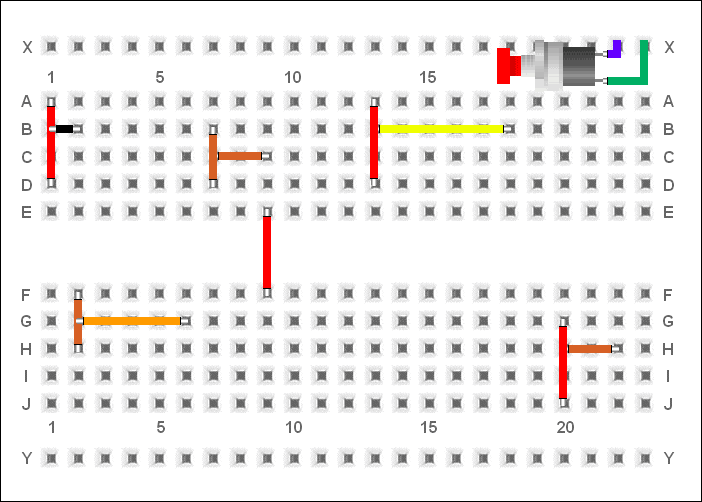 X X
1 5 10 15
A A
B B
C C
D D
E E
F F
G G
H H
I I
J J
1 5 10 15 20
Y Y